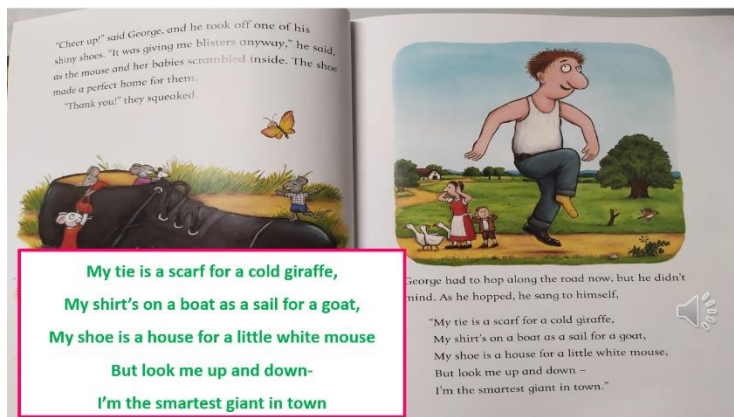 "Cheer up!" said George, and he took off one of his
shiny shoes. "It was giving me blisters anyway," he said,
as the mouse and her babies scrambled inside. The shoe
made a perfect home for them.
"Thank you!" they squeaked.
My tie is a scarf for a cold giraffe,
My shirt's on a boat as a sail for a goat,
My shoe is a house for a little white mouse
But look me up and down-
I'm the smartest giant in town
George had to hop along the road now, but he didn't
mind. As he hopped, he sang to himself,
"My tie is a scarf for a cold giraffe,
My shirt's on a boat as a sail for a goat,
My shoe is a house for a little white mouse,
But look me up and down –
I'm the smartest giant in town."